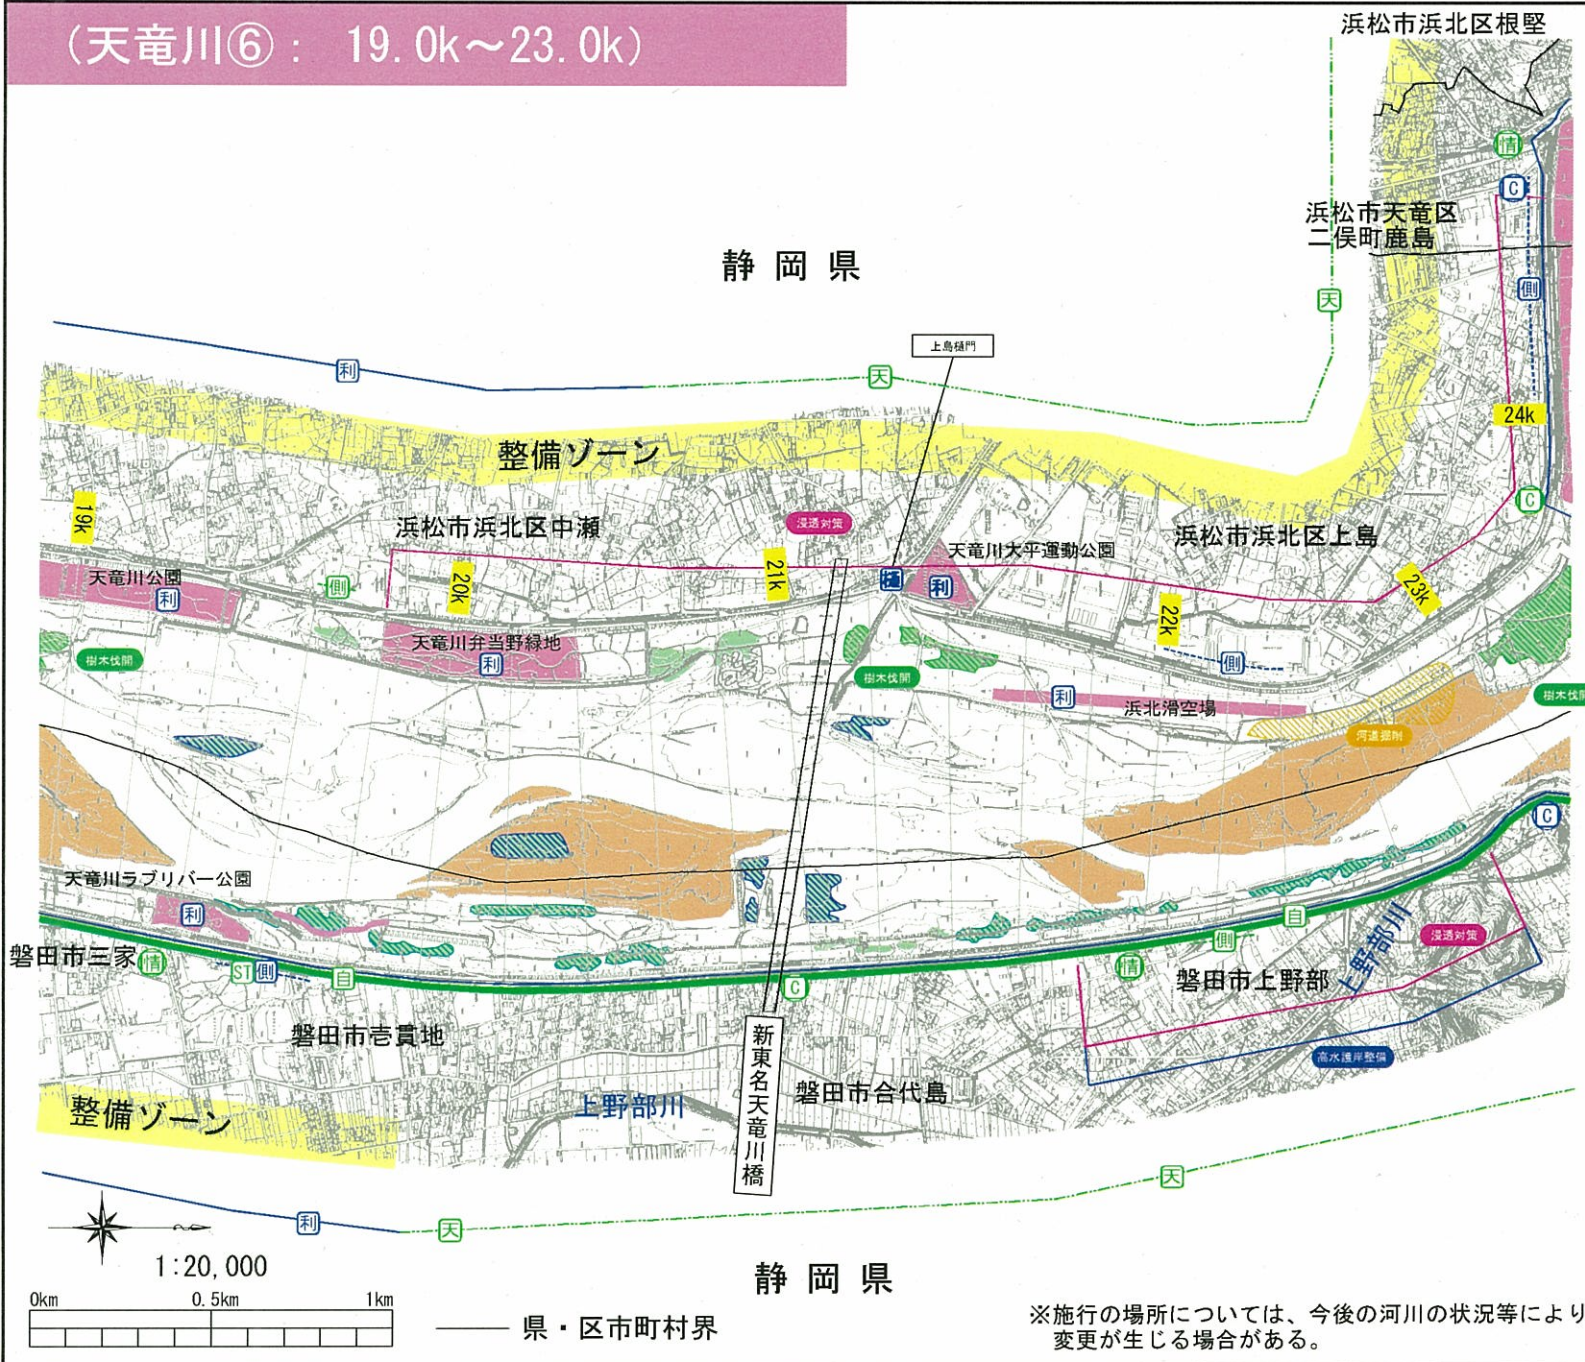 (天竜川⑥: 19.0k～23.0k)
浜松市浜北区根堅
情
C
浜松市天竜区
二俣町鹿島
静岡県
天
側
上島樋門
利
天
24k
整備ゾーン
C
19k
浜松市浜北区中瀬
浸透対策
天竜川大平運動公園
浜松市浜北区上島
天竜川公園
利
側
20k
21k
樋
利
22k
23k
天竜川弁当野緑地
利
樹木伐開
樹木伐開
側
利
浜北滑空場
樹木伐開
河道掘削
C
天竜川ラブリバー公園
利
自
上野部川
浸透対策
磐田市三家
情
ST
側
自
C
情
側
磐田市上野部
磐田市壱貫地
新東名天竜川橋
高水護岸整備
整備ゾーン
上野部川
磐田市合代島
利
天
天
1:20,000
静岡県
0km 0.5km 1km
県・区市町村界
※施行の場所については、今後の河川の状況等により
変更が生じる場合がある。